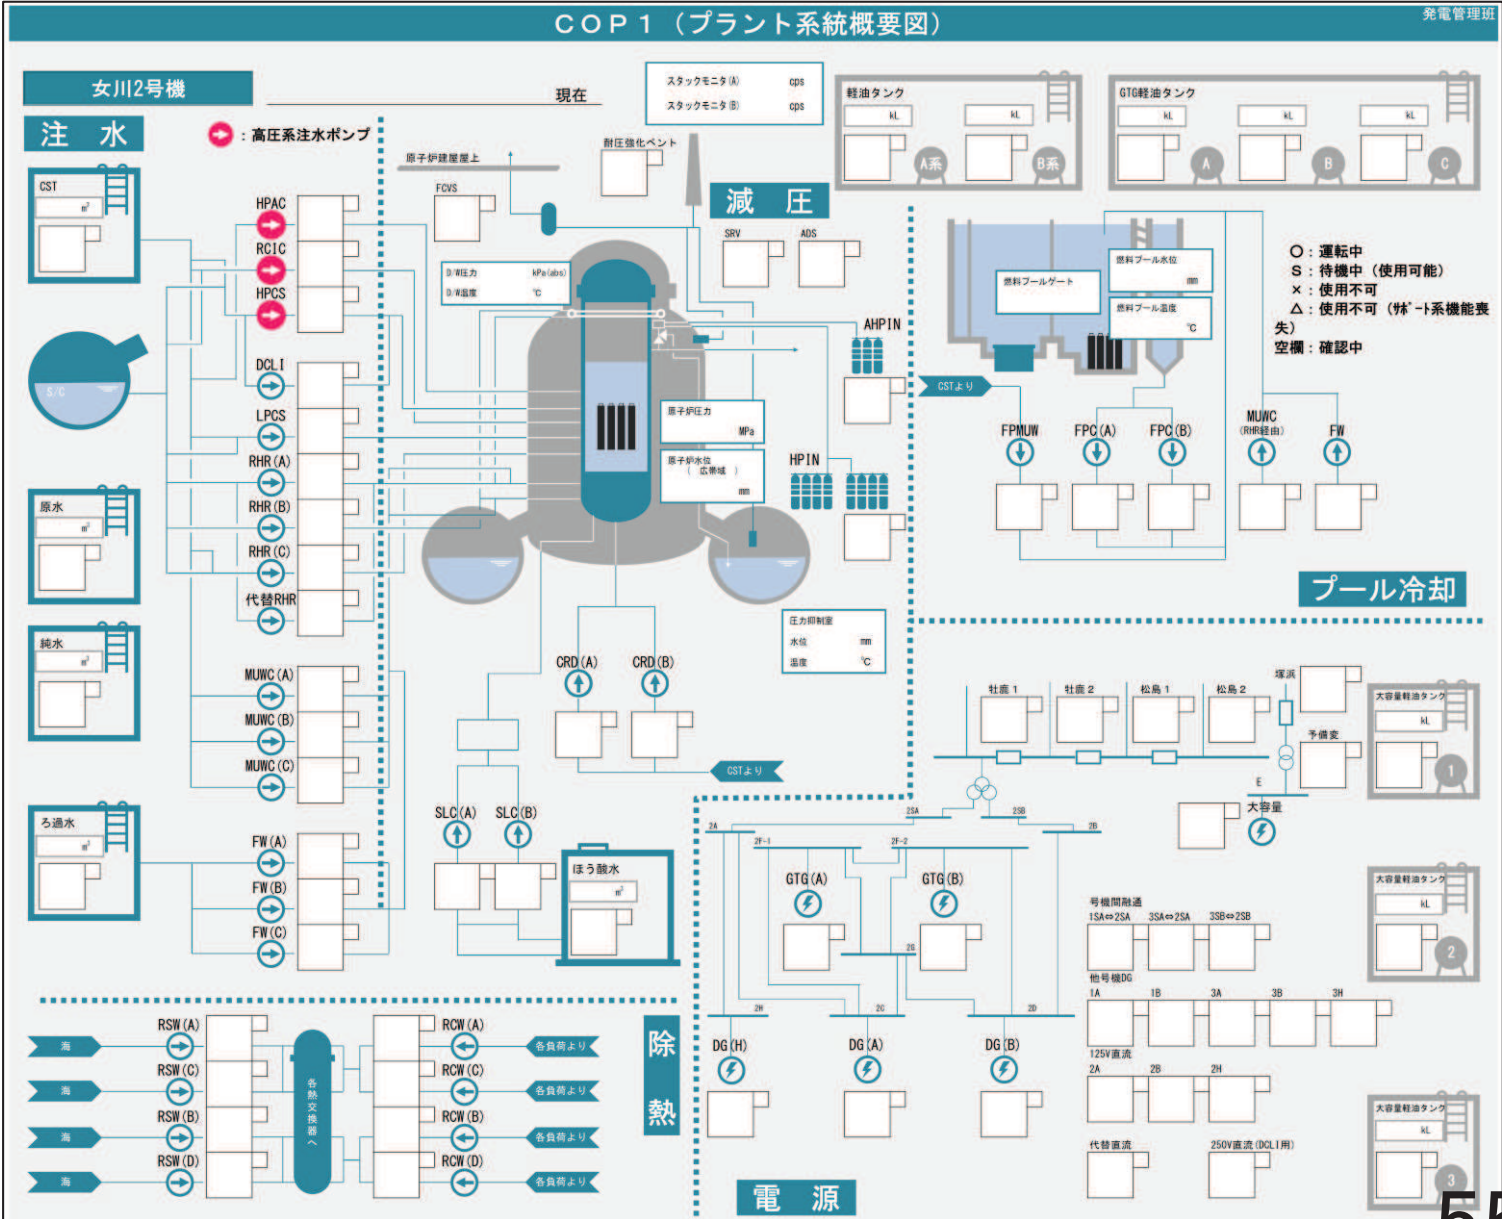 COP1（プラント系統概要図）
発電管理班
女川2号機
現在
スタックモニタ(A) cps
スタックモニタ(B) cps
注 水
：高圧系注水ポンプ
CST
m³
S/C
原水
m³
純水
m³
ろ過水
m³
HPAC
RCIC
HPCS
DCLI
LPCS
RHR(A)
RHR(B)
RHR(C)
代替RHR
MUWC(A)
MUWC(B)
MUWC(C)
FW(A)
FW(B)
FW(C)
原子炉建屋屋上
耐圧強化ベント
FCVS
減 圧
SRV
ADS
D/W圧力 kPa(abs)
D/W温度 ℃
AHPIN
HPIN
原子炉圧力
MPa
原子炉水位
（ 広帯域 ）
mm
圧力抑制室
水位 mm
温度 ℃
CRD(A)
CRD(B)
CSTより
SLC(A)
SLC(B)
ほう酸水
m³
軽油タンク
kL
kL
A系
B系
GTG軽油タンク
kL
kL
kL
A
B
C
燃料プールゲート
燃料プール水位
mm
燃料プール温度
℃
○：運転中
S：待機中（使用可能）
×：使用不可
△：使用不可（ｻﾎﾟｰﾄ系機能喪
失）
空欄：確認中
CSTより
FPMUW
FPC(A)
FPC(B)
MUWC
(RHR経由)
FW
プール冷却
牡鹿1
牡鹿2
松島1
松島2
塚浜
予備変
E
大容量
大容量軽油タンク
kL
1
大容量軽油タンク
kL
2
大容量軽油タンク
kL
3
2SA
2SB
2A
2B
2F-1
2F-2
GTG(A)
GTG(B)
2G
2H
2C
2D
DG(H)
DG(A)
DG(B)
号機間融通
1SA⇔2SA
3SA⇔2SA
3SB⇔2SB
他号機DG
1A
1B
3A
3B
3H
125V直流
2A
2B
2H
代替直流
250V直流(DCLI用)
電 源
除 熱
海
海
海
海
RSW(A)
RSW(C)
RSW(B)
RSW(D)
各熱交換器へ
RCW(A)
RCW(C)
RCW(B)
RCW(D)
各負荷より
各負荷より
各負荷より
各負荷より
55